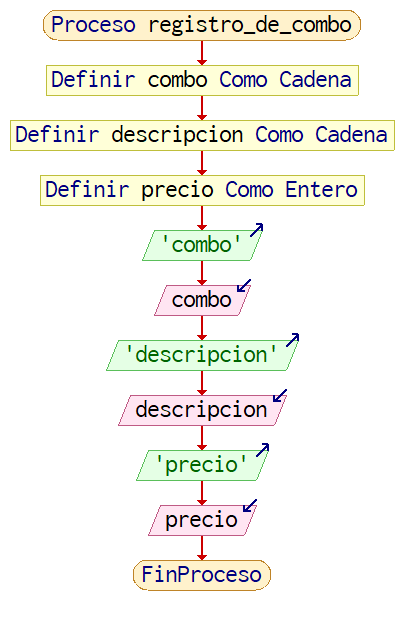 Proceso registro_de_combo
Definir combo Como Cadena
Definir descripcion Como Cadena
Definir precio Como Entero
'combo'
combo
'descripcion'
descripcion
'precio'
precio
FinProceso